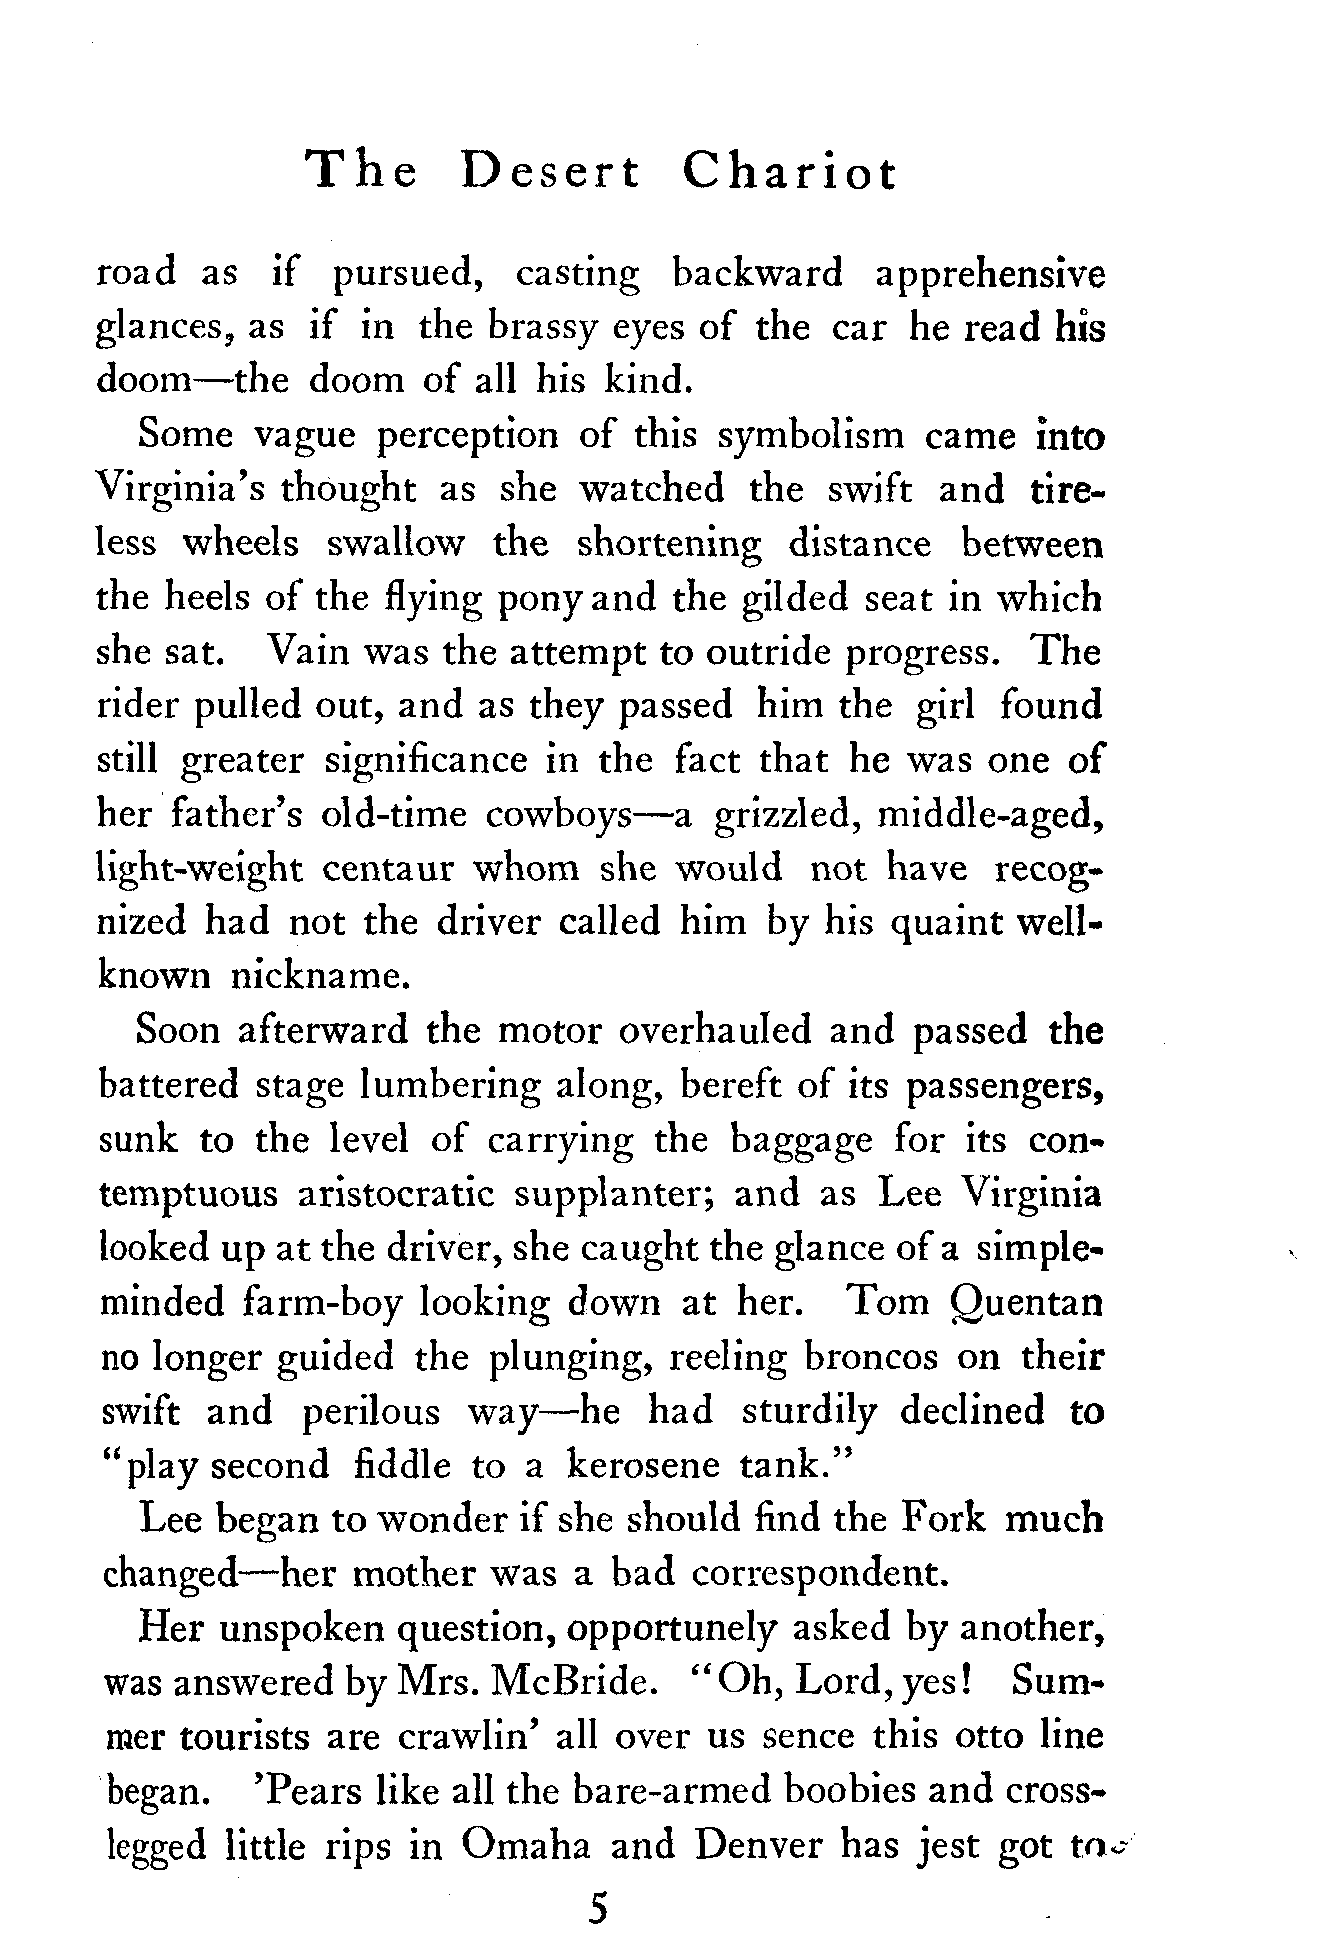 The Desert Chariot
road as if pursued, casting backward apprehensive
glances, as if in the brassy eyes of the car he read his
doom—the doom of all his kind.
Some vague perception of this symbolism came into
Virginia's thought as she watched the swift and tire-
less wheels swallow the shortening distance between
the heels of the flying pony and the gilded seat in which
she sat. Vain was the attempt to outride progress. The
rider pulled out, and as they passed him the girl found
still greater significance in the fact that he was one of
her father's old-time cowboys—a grizzled, middle-aged,
light-weight centaur whom she would not have recog-
nized had not the driver called him by his quaint well-
known nickname.
Soon afterward the motor overhauled and passed the
battered stage lumbering along, bereft of its passengers,
sunk to the level of carrying the baggage for its con-
temptuous aristocratic supplanter; and as Lee Virginia
looked up at the driver, she caught the glance of a simple-
minded farm-boy looking down at her. Tom Quentan
no longer guided the plunging, reeling broncos on their
swift and perilous way—he had sturdily declined to
"play second fiddle to a kerosene tank."
Lee began to wonder if she should find the Fork much
changed—her mother was a bad correspondent.
Her unspoken question, opportunely asked by another,
was answered by Mrs. McBride. "Oh, Lord, yes! Sum-
mer tourists are crawlin' all over us sence this otto line
began. 'Pears like all the bare-armed boobies and cross-
legged little rips in Omaha and Denver has jest got to
5